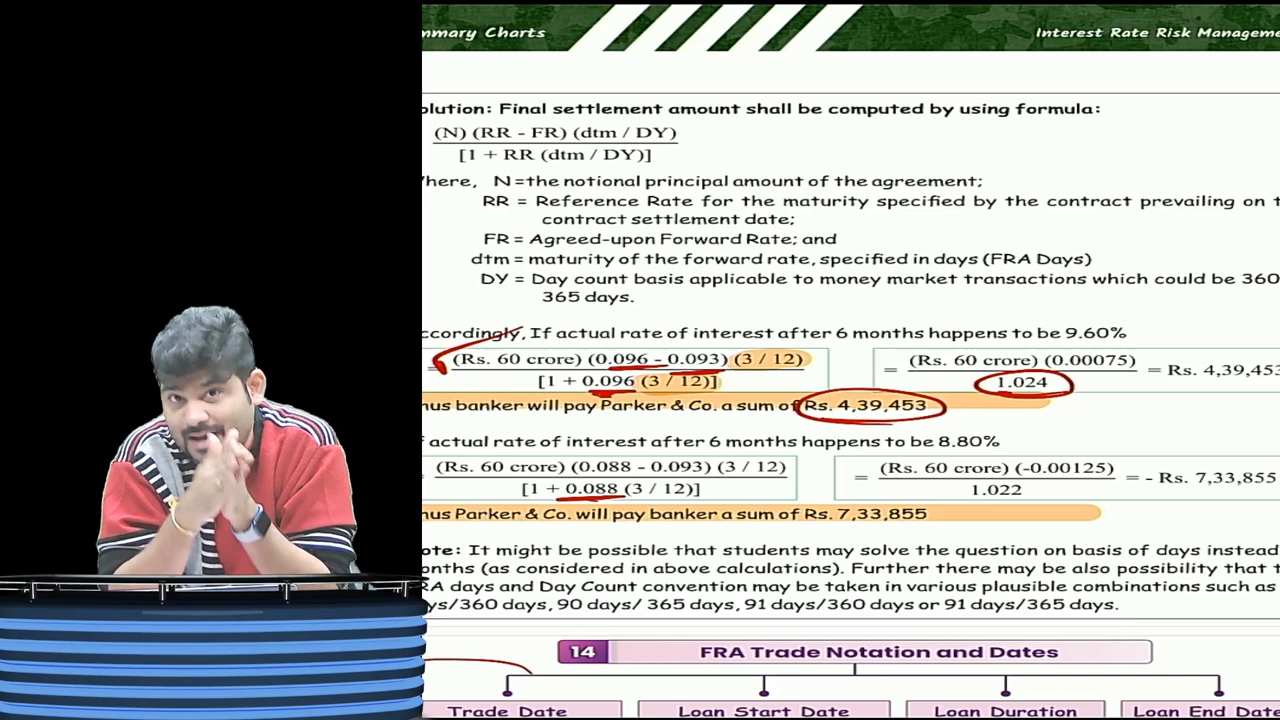 mmary Charts
Interest Rate Risk Manageme
olution: Final settlement amount shall be computed by using formula:
(N) (RR - FR) (dtm / DY)
[1 + RR (dtm / DY)]
here, N =the notional principal amount of the agreement;
RR = Reference Rate for the maturity specified by the contract prevailing on t
contract settlement date;
FR = Agreed-upon Forward Rate; and
dtm = maturity of the forward rate, specified in days (FRA Days)
DY = Day count basis applicable to money market transactions which could be 360
365 days.
ccordingly, If actual rate of interest after 6 months happens to be 9.60%
= (Rs. 60 crore) (0.096 - 0.093) (3 / 12)
[1 + 0.096 (3 / 12)]
= (Rs. 60 crore) (0.00075)
1.024
= Rs. 4,39,453
hus banker will pay Parker & Co. a sum of Rs. 4,39,453
f actual rate of interest after 6 months happens to be 8.80%
= (Rs. 60 crore) (0.088 - 0.093) (3 / 12)
[1 + 0.088 (3 / 12)]
= (Rs. 60 crore) (-0.00125)
1.022
= - Rs. 7,33,855
hus Parker & Co. will pay banker a sum of Rs. 7,33,855
ote: It might be possible that students may solve the question on basis of days instead
onths (as considered in above calculations). Further there may be also possibility that t
RA days and Day Count convention may be taken in various plausible combinations such as
ys/360 days, 90 days/ 365 days, 91 days/360 days or 91 days/365 days.
14 FRA Trade Notation and Dates
Trade Date
Loan Start Date
Loan Duration
Loan End Date